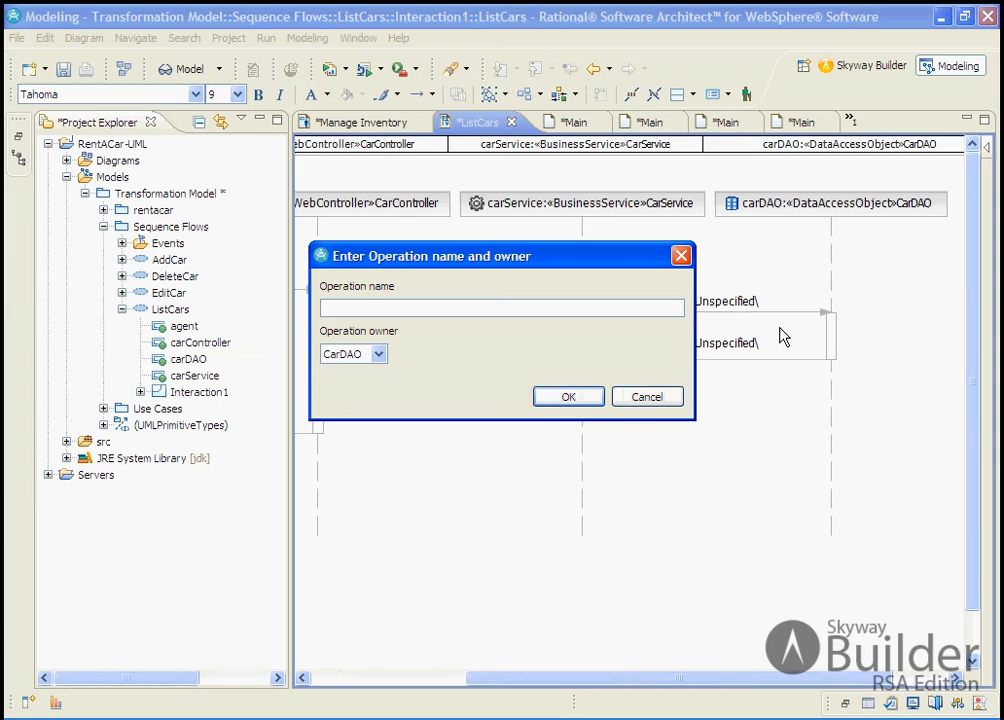 Modeling - Transformation Model::Sequence Flows::ListCars::Interaction1::ListCars - Rational® Software Architect™ for WebSphere® Software
File Edit Diagram Navigate Search Project Run Modeling Window Help
Model
Skyway Builder
Modeling
Tahoma
9
B I A
*Project Explorer
*Manage Inventory
*ListCars
*Main
*Main
*Main
*Main
»1
RentACar-UML
Diagrams
Models
Transformation Model *
rentacar
Sequence Flows
Events
AddCar
DeleteCar
EditCar
ListCars
agent
carController
carDAO
carService
Interaction1
Use Cases
(UMLPrimitiveTypes)
src
JRE System Library [jdk]
Servers
ebController»CarController
carService:«BusinessService»CarService
carDAO:«DataAccessObject»CarDAO
WebController»CarController
carService:«BusinessService»CarService
carDAO:«DataAccessObject»CarDAO
Enter Operation name and owner
Operation name
Operation owner
CarDAO
OK
Cancel
Unspecified\
Unspecified\
Skyway
Builder
RSA Edition